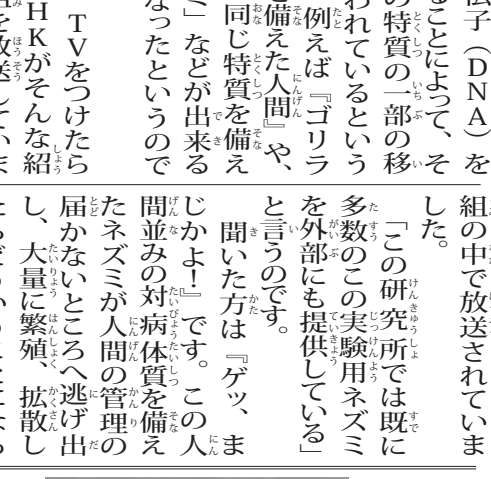 伝子（DNA）を
ることによって、そ
の特質の一部の移
われているという
例えば『ゴリラ
備えた人間』や、
同じ特質を備え
ミ」などが出来る
なったというので
TVをつけたら
HKがそんな紹
を放送していま
組の中で放送されていま
した。
「この研究所では既に
多数のこの実験用ネズミ
を外部にも提供している」
と言うのです。
聞いた方は『ゲッ、ま
じかよ！』です。この人
間並みの対病体質を備え
たネズミが人間の管理の
届かないところへ逃げ出
し、大量に繁殖、拡散し